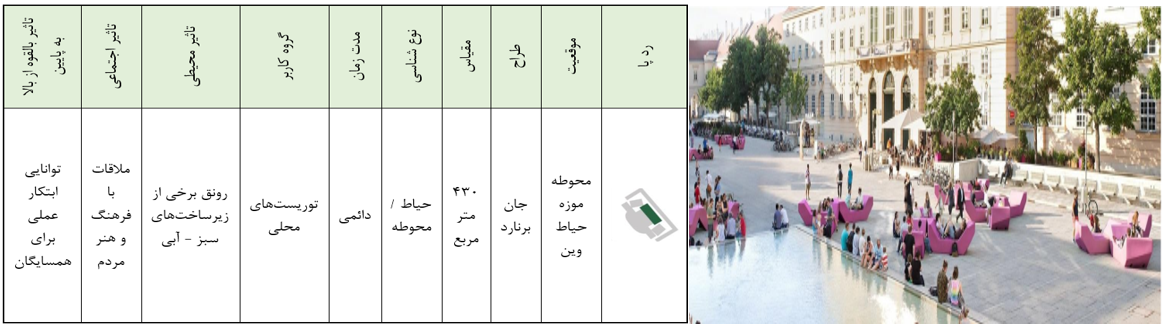 رد پا
موقعیت
طراح
مقیاس
نوع شناسی
مدت زمان
گروه کاربر
تاثیر محیطی
تاثیر اجتماعی
تاثیر بالقوه از بالا
به پایین
محوطه
موزه
حیاط
وین
جان
برنارد
۴۳۰
متر
مربع
حیاط /
محوطه
دائمی
توریست‌های
محلی
رونق برخی از
زیرساخت‌های
سبز - آبی
ملاقات
با
فرهنگ
و هنر
مردم
توانایی
ابتکار
عملی
برای
همسایگان